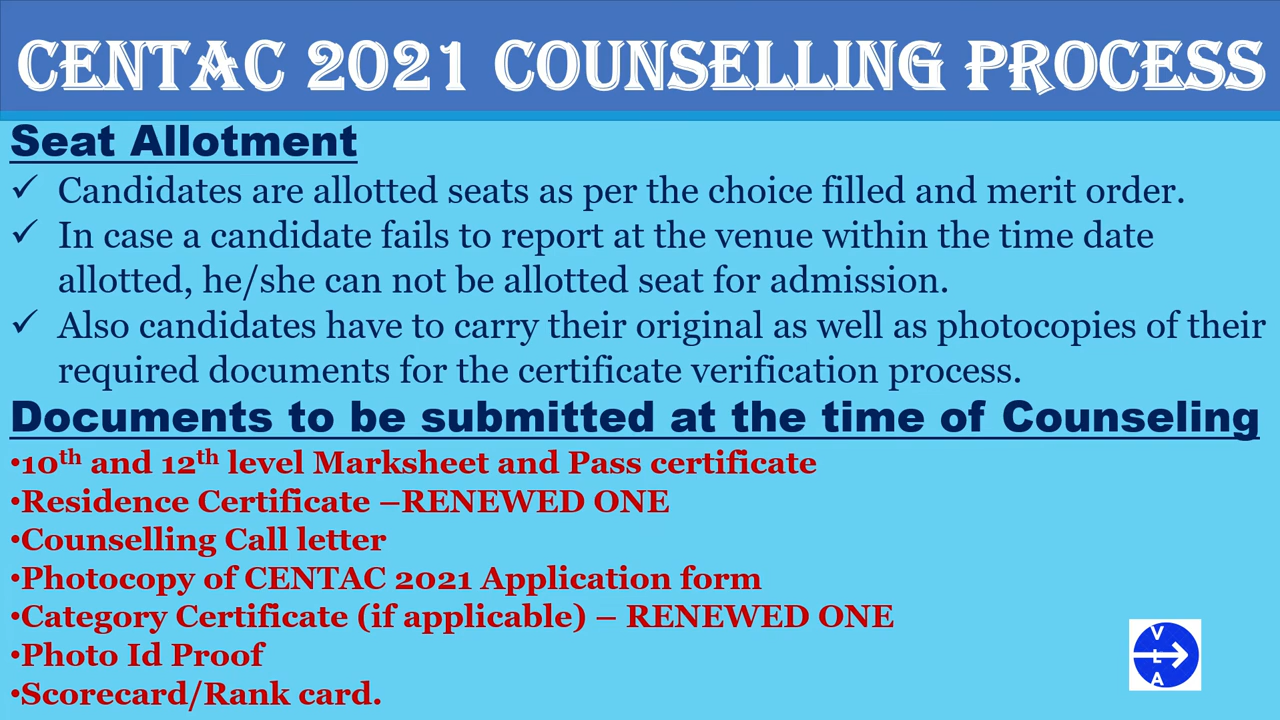 CENTAC 2021 COUNSELLING PROCESS
Seat Allotment
✓ Candidates are allotted seats as per the choice filled and merit order.
✓ In case a candidate fails to report at the venue within the time date
allotted, he/she can not be allotted seat for admission.
✓ Also candidates have to carry their original as well as photocopies of their
required documents for the certificate verification process.
Documents to be submitted at the time of Counseling
•10th and 12th level Marksheet and Pass certificate
•Residence Certificate –RENEWED ONE
•Counselling Call letter
•Photocopy of CENTAC 2021 Application form
•Category Certificate (if applicable) – RENEWED ONE
•Photo Id Proof
•Scorecard/Rank card.
V
L
A